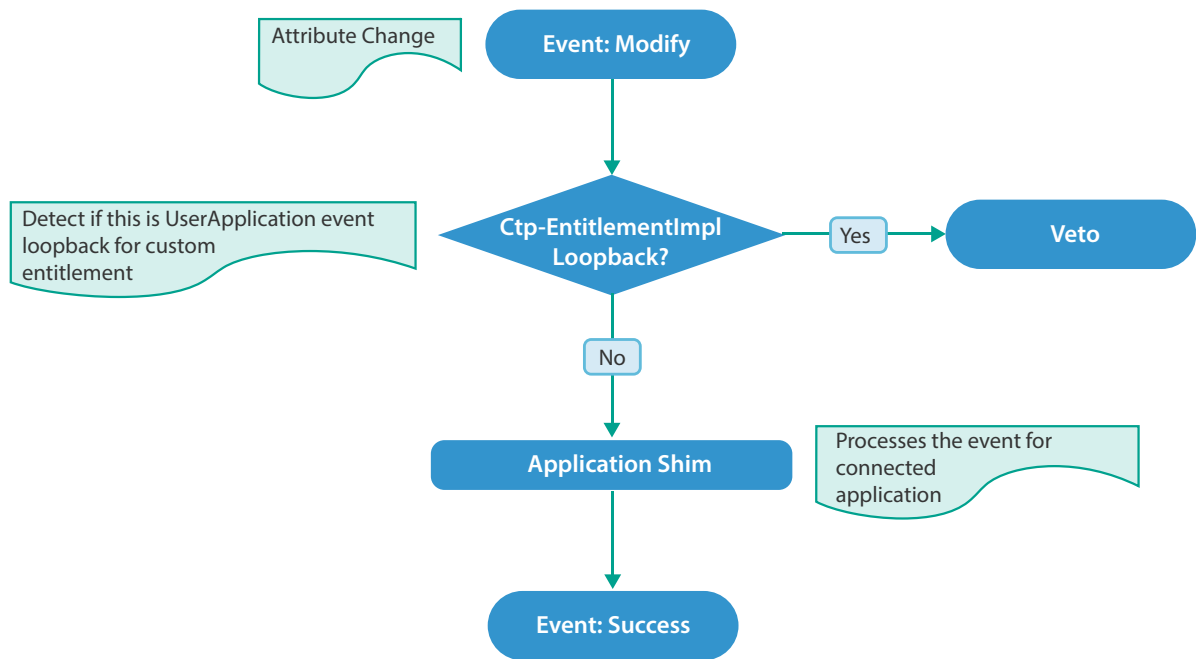 Attribute Change
Event: Modify
Detect if this is UserApplication event
loopback for custom
entitlement
Ctp-EntitlementImpl
Loopback?
Yes
Veto
No
Application Shim
Processes the event for
connected
application
Event: Success